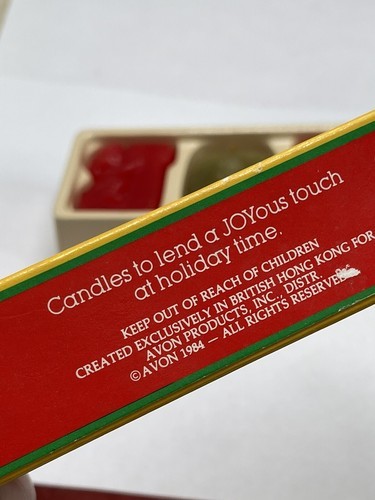 Candles to lend a JOYous touch
at holiday time.
KEEP OUT OF REACH OF CHILDREN
CREATED EXCLUSIVELY IN BRITISH HONG KONG FOR
AVON PRODUCTS, INC., DISTR.
©AVON 1984 — ALL RIGHTS RESERVED